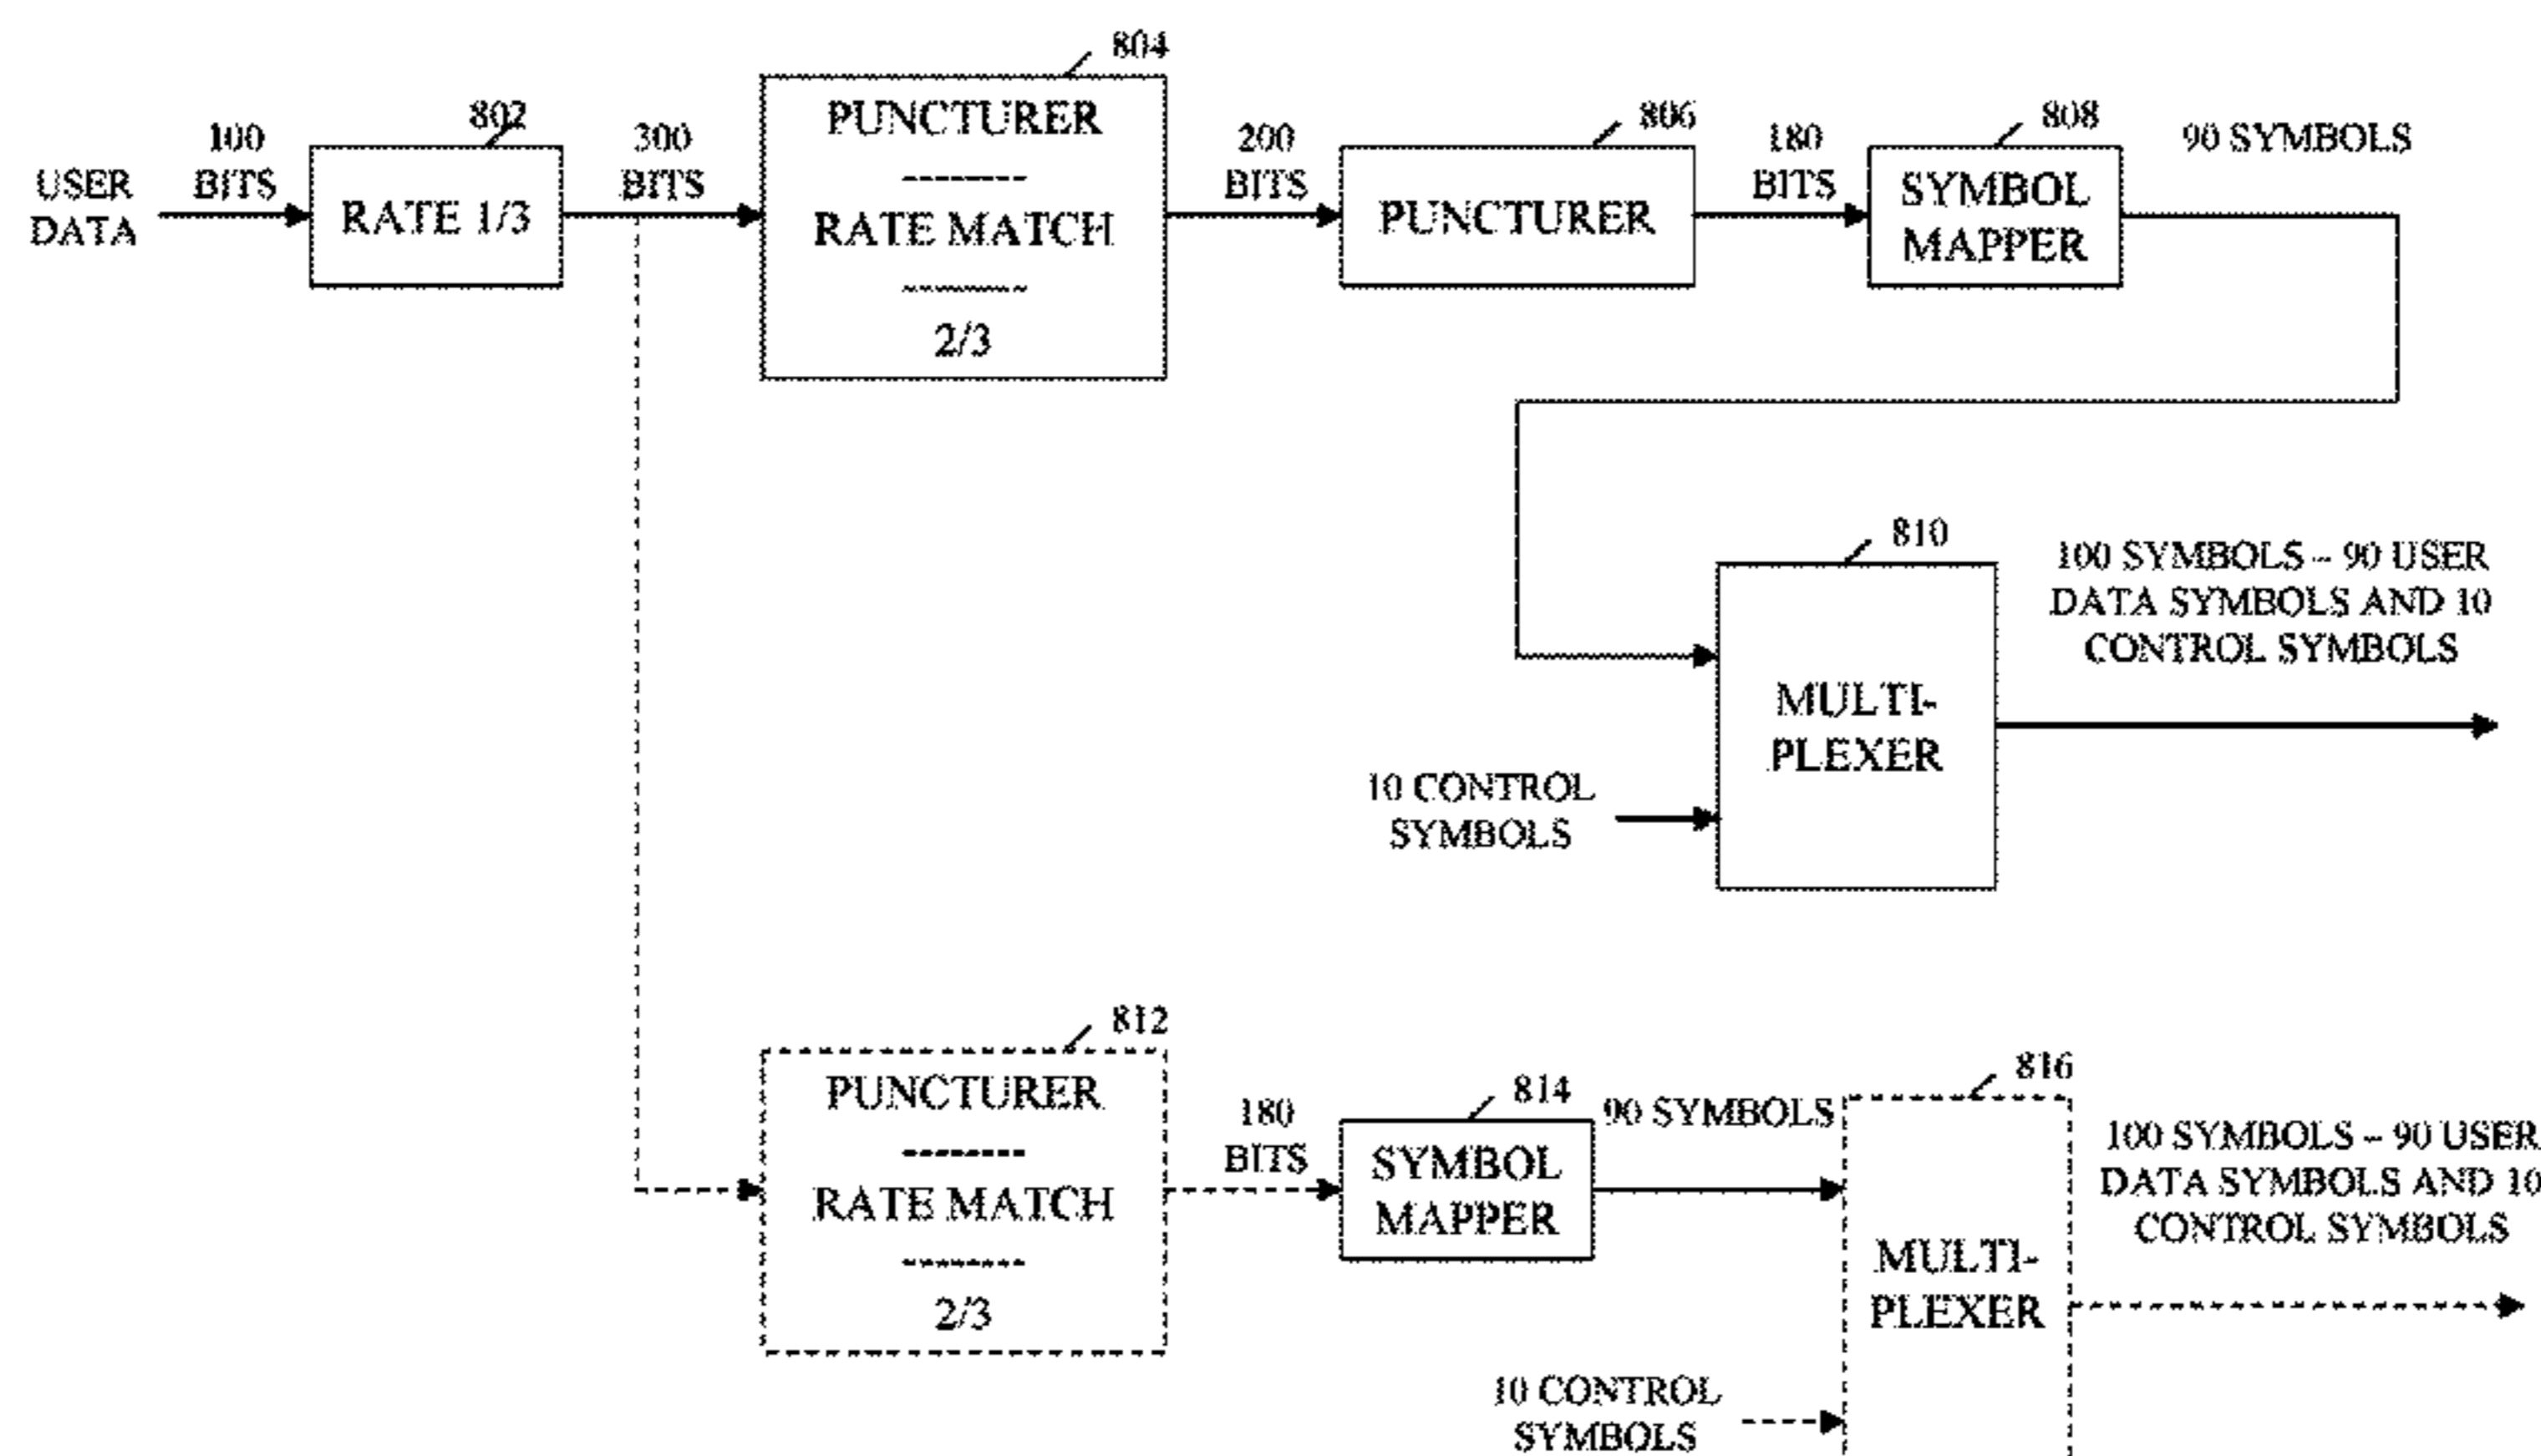 804
802
806
808
100
BITS
300
BITS
200
BITS
180
BITS
90 SYMBOLS
USER
DATA
RATE 1/3
PUNCTURER
--------
RATE MATCH
--------
2/3
PUNCTURER
SYMBOL
MAPPER
810
100 SYMBOLS – 90 USER
DATA SYMBOLS AND 10
CONTROL SYMBOLS
MULTI-
PLEXER
10 CONTROL
SYMBOLS
812
PUNCTURER
--------
RATE MATCH
--------
2/3
180
BITS
814
SYMBOL
MAPPER
90 SYMBOLS
816
MULTI-
PLEXER
100 SYMBOLS – 90 USER
DATA SYMBOLS AND 10
CONTROL SYMBOLS
10 CONTROL
SYMBOLS